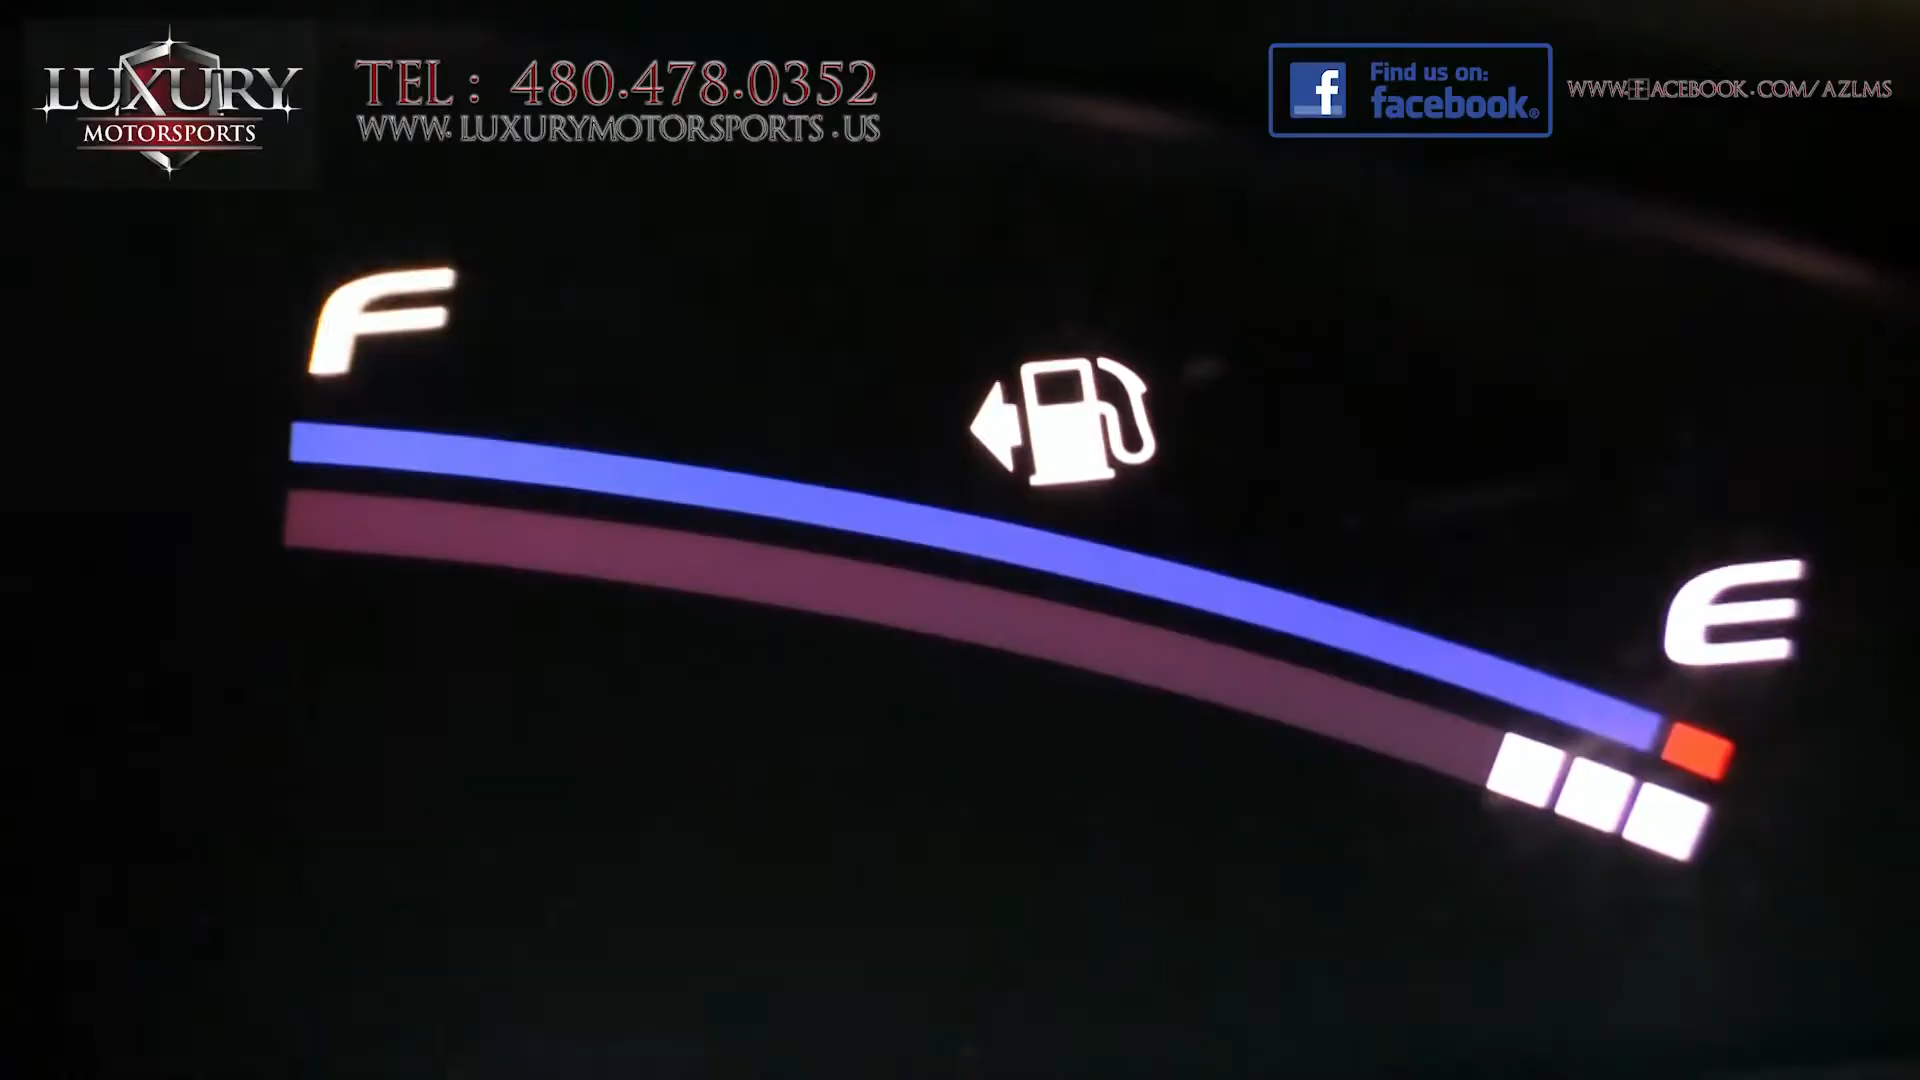 LUXURY
MOTORSPORTS
TEL : 480.478.0352
WWW.LUXURYMOTORSPORTS.US
Find us on:
facebook®
WWW.FACEBOOK.COM/AZLMS
F
E